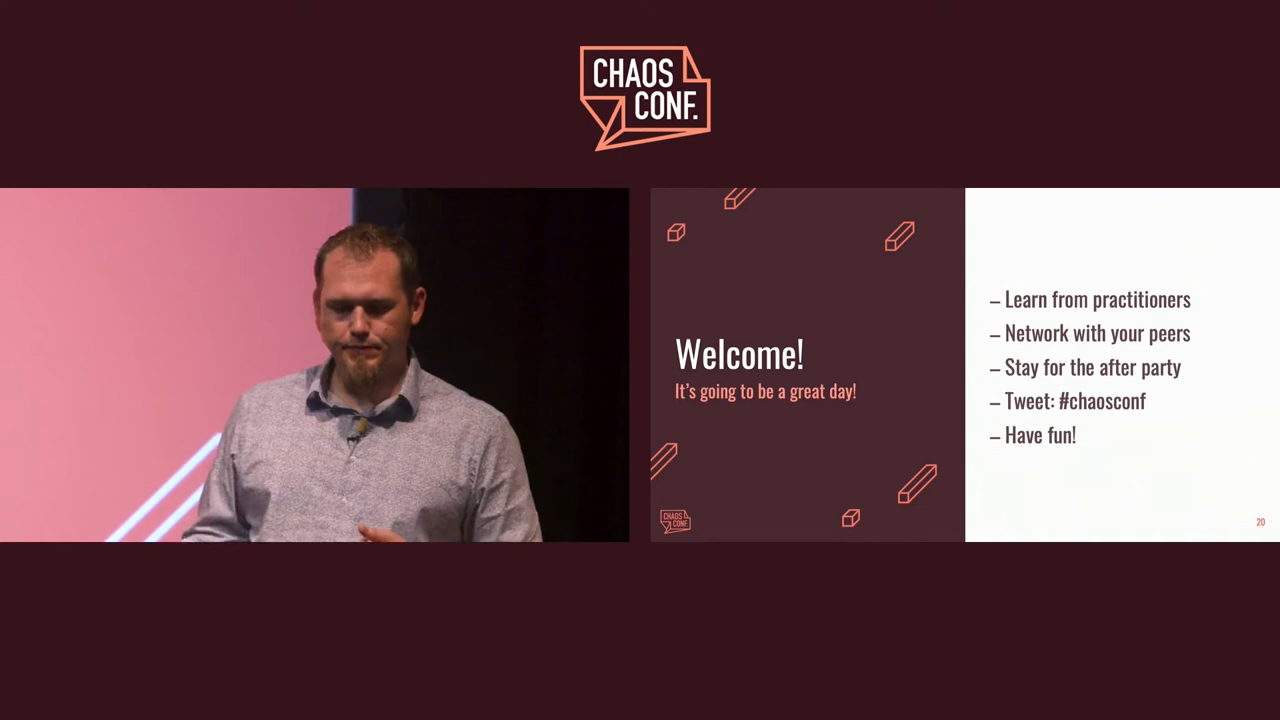 CHAOS
CONF.
Welcome!
It's going to be a great day!
– Learn from practitioners
– Network with your peers
– Stay for the after party
– Tweet: #chaosconf
– Have fun!
CHAOS
CONF.
20